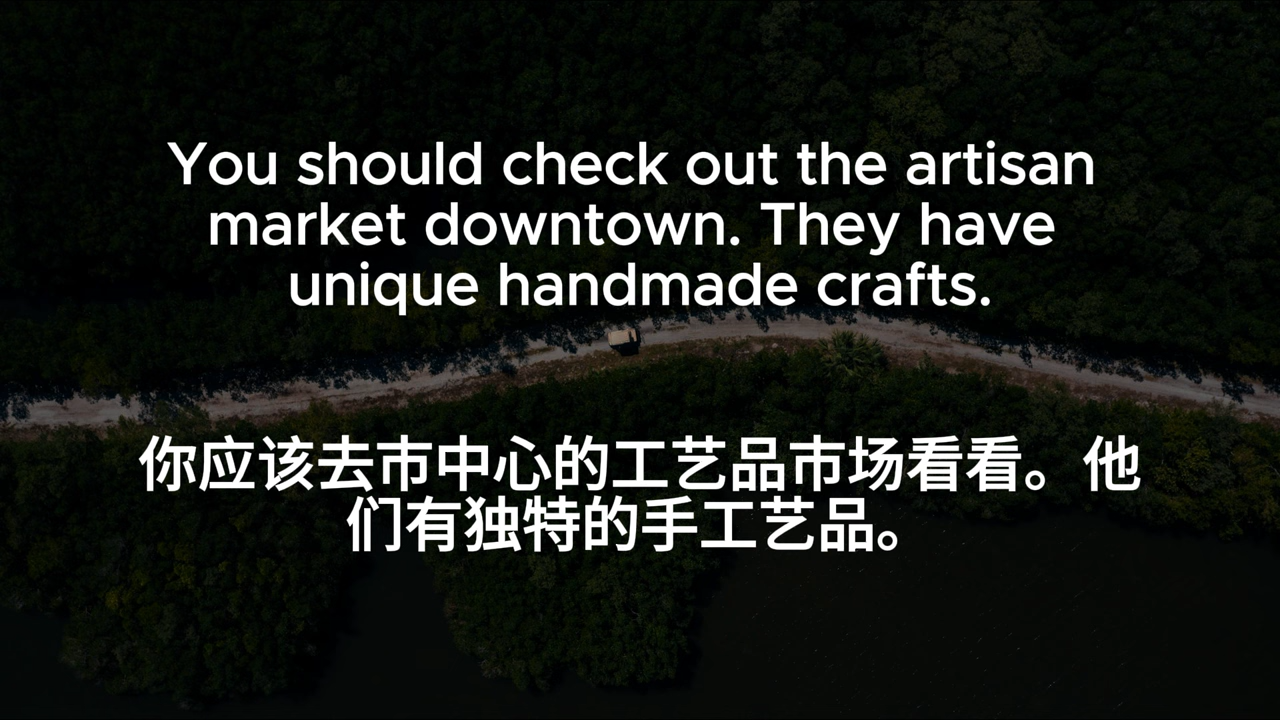 You should check out the artisan
market downtown. They have
unique handmade crafts.
你应该去市中心的工艺品市场看看。他
们有独特的手工艺品。